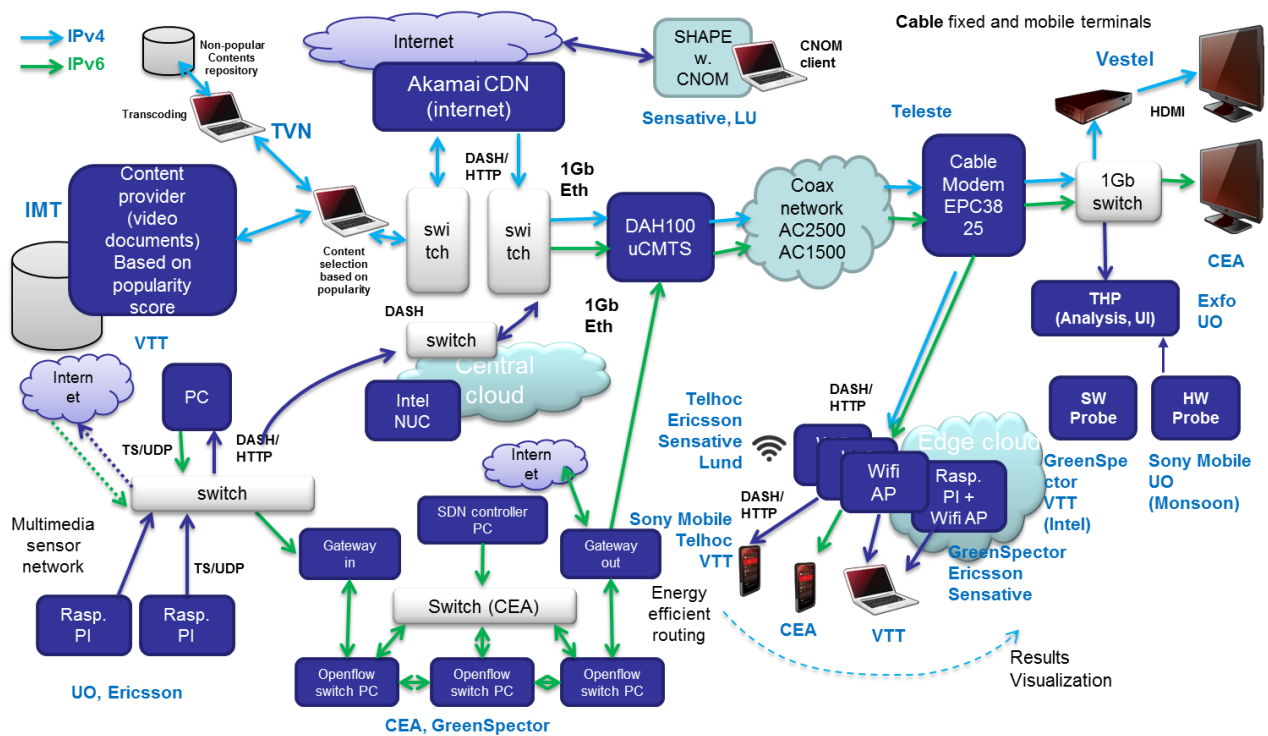 IPv4
IPv6
Non-popular
Contents
repository
Transcoding
TVN
Internet
Akamai CDN
(internet)
SHAPE
w.
CNOM
CNOM
client
Sensative, LU
Cable fixed and mobile terminals
Vestel
HDMI
Teleste
IMT
Content
provider
(video
documents)
Based on
popularity
score
VTT
Content
selection
based on
popularity
DASH/
HTTP
swi
tch
swi
tch
1Gb
Eth
DAH100
uCMTS
Coax
network
AC2500
AC1500
Cable
Modem
EPC38
25
1Gb
switch
CEA
THP
(Analysis, UI)
Exfo
UO
SW
Probe
HW
Probe
GreenSpe
ctor
VTT
(Intel)
Sony Mobile
UO
(Monsoon)
DASH
switch
Central
cloud
Intel
NUC
1Gb
Eth
Intern
et
PC
TS/UDP
DASH/
HTTP
switch
Multimedia
sensor
network
TS/UDP
Rasp.
PI
Rasp.
PI
UO, Ericsson
Gateway
in
SDN controller
PC
Intern
et
Gateway
out
Switch (CEA)
Openflow
switch PC
Openflow
switch PC
Openflow
switch PC
CEA, GreenSpector
Energy
efficient
routing
Telhoc
Ericsson
Sensative
Lund
DASH/
HTTP
Edge cloud
Wifi
AP
Rasp.
PI +
Wifi AP
DASH/
HTTP
Sony Mobile
Telhoc
VTT
GreenSpector
Ericsson
Sensative
CEA
VTT
Results
Visualization